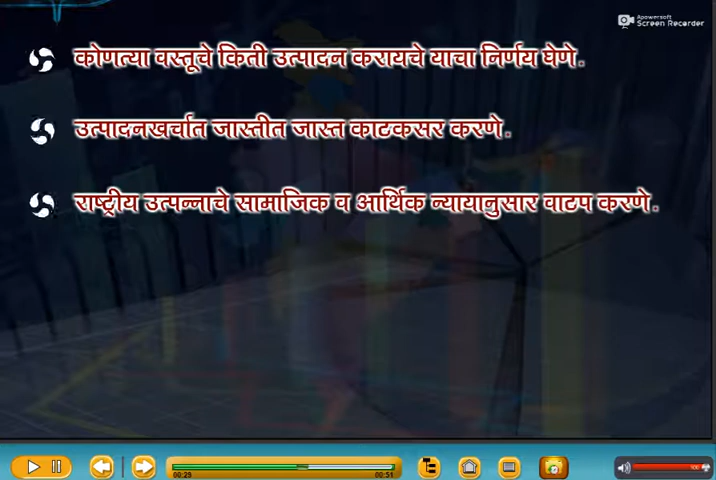 Apowersoft
Screen Recorder
कोणत्या वस्तूचे किती उत्पादन करायचे याचा निर्णय घेणे.
उत्पादनखर्चात जास्तीत जास्त काटकसर करणे.
राष्ट्रीय उत्पन्नाचे सामाजिक व आर्थिक न्यायानुसार वाटप करणे.
00:29 00:51